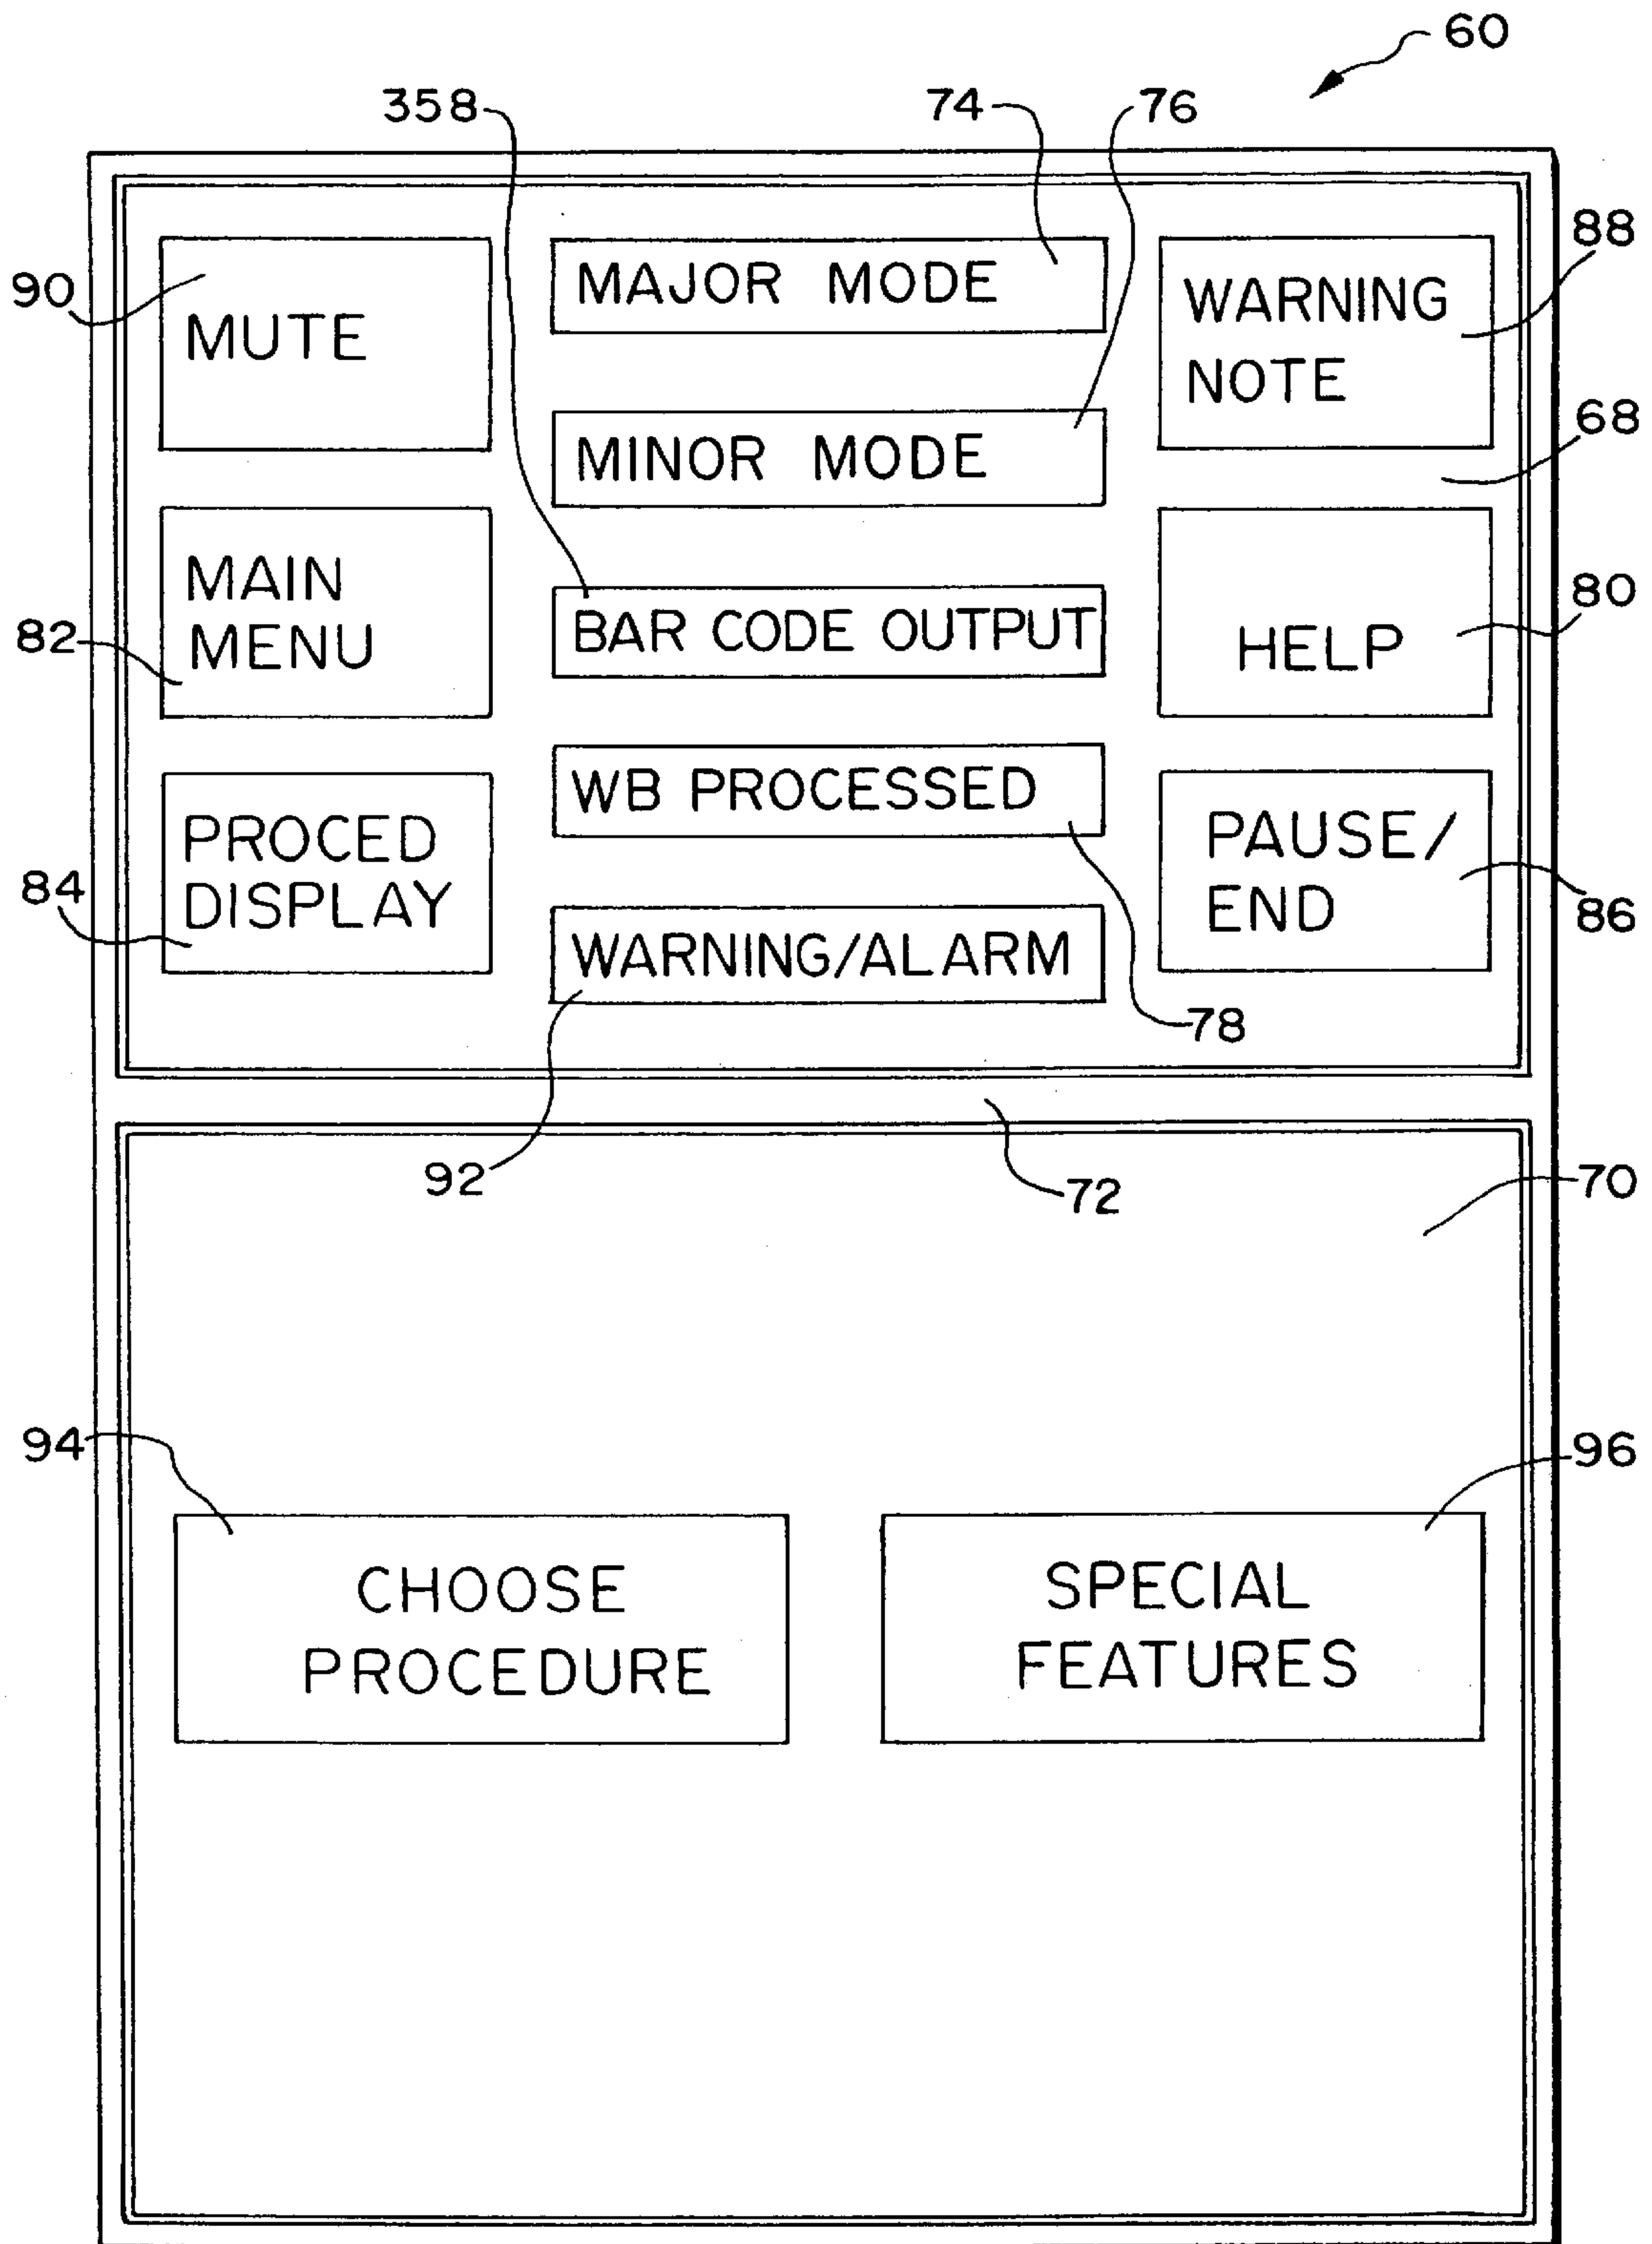 60
358
74
76
90
MUTE
MAJOR MODE
WARNING
NOTE
88
MINOR MODE
68
82
MAIN
MENU
BAR CODE OUTPUT
HELP
80
84
PROCED
DISPLAY
WB PROCESSED
PAUSE/
END
86
WARNING/ALARM
78
92
72
70
94
96
CHOOSE
PROCEDURE
SPECIAL
FEATURES